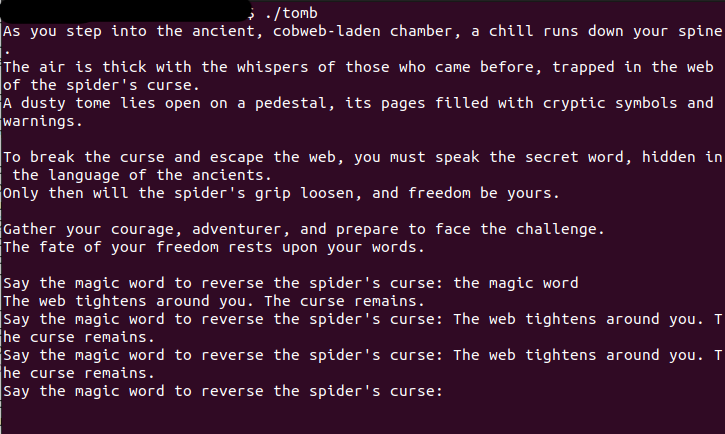 $ ./tomb
As you step into the ancient, cobweb-laden chamber, a chill runs down your spine
.
The air is thick with the whispers of those who came before, trapped in the web
of the spider's curse.
A dusty tome lies open on a pedestal, its pages filled with cryptic symbols and
warnings.
To break the curse and escape the web, you must speak the secret word, hidden in
 the language of the ancients.
Only then will the spider's grip loosen, and freedom be yours.
Gather your courage, adventurer, and prepare to face the challenge.
The fate of your freedom rests upon your words.
Say the magic word to reverse the spider's curse: the magic word
The web tightens around you. The curse remains.
Say the magic word to reverse the spider's curse: The web tightens around you. T
he curse remains.
Say the magic word to reverse the spider's curse: The web tightens around you. T
he curse remains.
Say the magic word to reverse the spider's curse: